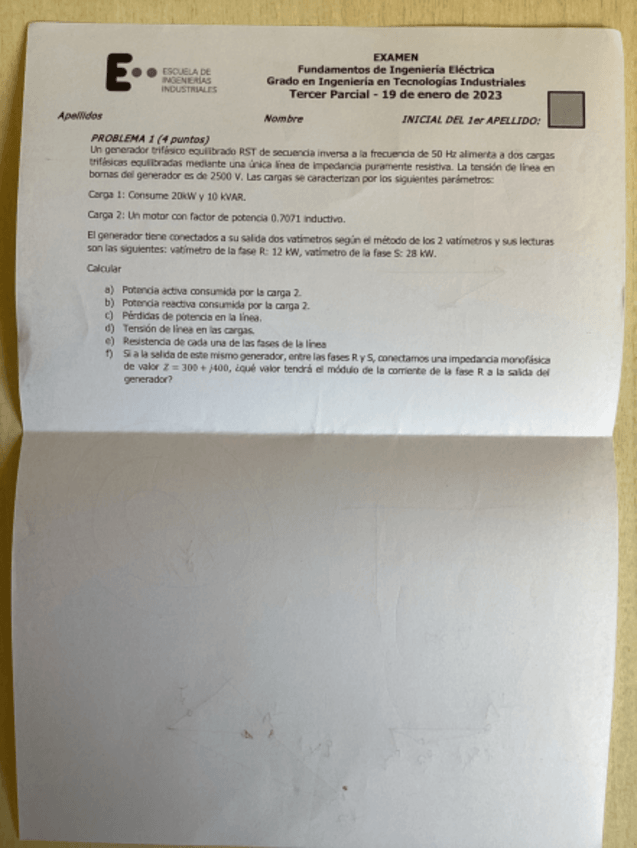 E
ESCUELA DE
INGENIERÍAS
INDUSTRIALES
EXAMEN
Fundamentos de Ingeniería Eléctrica
Grado en Ingeniería en Tecnologías Industriales
Tercer Parcial - 19 de enero de 2023
Apellidos Nombre INICIAL DEL 1er APELLIDO:
PROBLEMA 1 (4 puntos)
Un generador trifásico equilibrado RST de secuencia inversa a la frecuencia de 50 Hz alimenta a dos cargas
trifásicas equilibradas mediante una única línea de impedancia puramente resistiva. La tensión de línea en
bornas del generador es de 2500 V. Las cargas se caracterizan por los siguientes parámetros:
Carga 1: Consume 20kW y 10 kVAR.
Carga 2: Un motor con factor de potencia 0.7071 inductivo.
El generador tiene conectados a su salida dos vatímetros según el método de los 2 vatímetros y sus lecturas
son las siguientes: vatímetro de la fase R: 12 kW, vatímetro de la fase S: 28 kW.
Calcular
a) Potencia activa consumida por la carga 2.
b) Potencia reactiva consumida por la carga 2.
c) Pérdidas de potencia en la línea.
d) Tensión de línea en las cargas.
e) Resistencia de cada una de las fases de la línea
f) Si a la salida de este mismo generador, entre las fases R y S, conectamos una impedancia monofásica
de valor Z = 300 + j400, ¿qué valor tendrá el módulo de la corriente de la fase R a la salida del
generador?